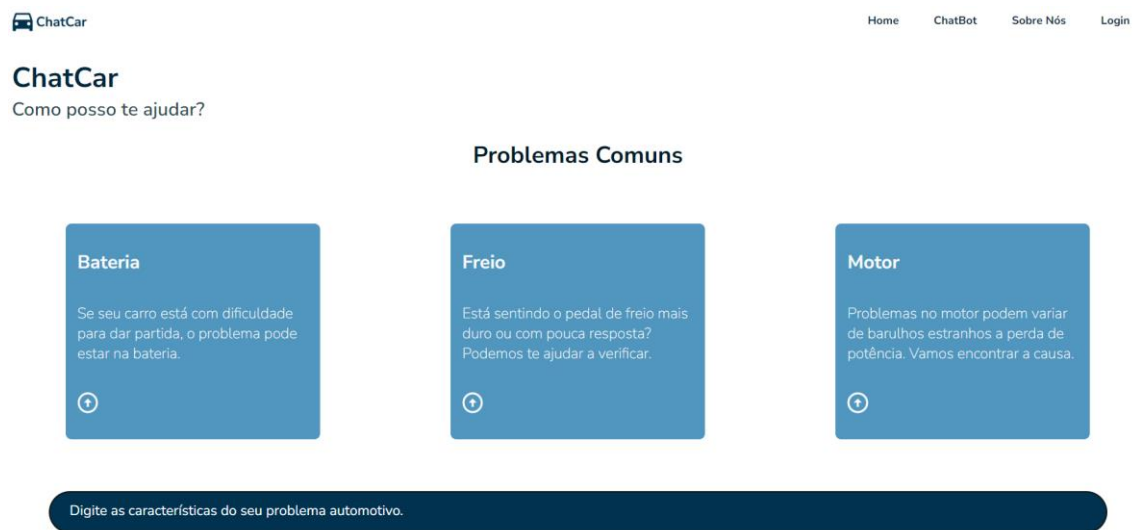 ChatCar
Home
ChatBot
Sobre Nós
Login
ChatCar
Como posso te ajudar?
Problemas Comuns
Bateria
Se seu carro está com dificuldade
para dar partida, o problema pode
estar na bateria.
Freio
Está sentindo o pedal de freio mais
duro ou com pouca resposta?
Podemos te ajudar a verificar.
Motor
Problemas no motor podem variar
de barulhos estranhos a perda de
potência. Vamos encontrar a causa.
Digite as características do seu problema automotivo.